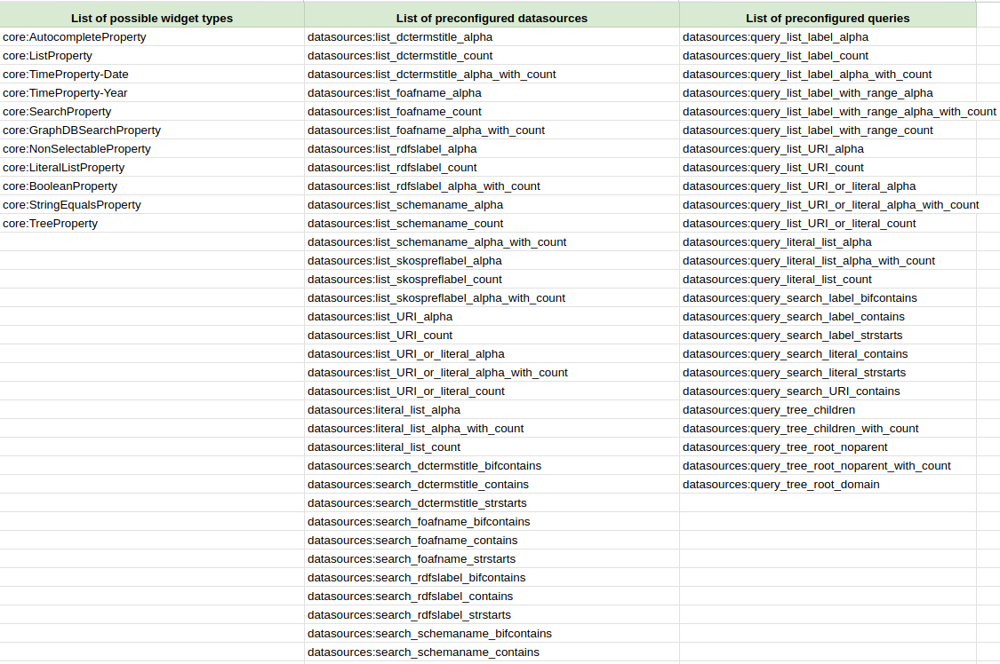 List of possible widget types	List of preconfigured datasources	List of preconfigured queries
core:AutocompleteProperty	datasources:list_dctermstitle_alpha	datasources:query_list_label_alpha
core:ListProperty	datasources:list_dctermstitle_count	datasources:query_list_label_count
core:TimeProperty-Date	datasources:list_dctermstitle_alpha_with_count	datasources:query_list_label_alpha_with_count
core:TimeProperty-Year	datasources:list_foafname_alpha	datasources:query_list_label_with_range_alpha
core:SearchProperty	datasources:list_foafname_count	datasources:query_list_label_with_range_alpha_with_count
core:GraphDBSearchProperty	datasources:list_foafname_alpha_with_count	datasources:query_list_label_with_range_count
core:NonSelectableProperty	datasources:list_rdfslabel_alpha	datasources:query_list_URI_alpha
core:LiteralListProperty	datasources:list_rdfslabel_count	datasources:query_list_URI_count
core:BooleanProperty	datasources:list_rdfslabel_alpha_with_count	datasources:query_list_URI_or_literal_alpha
core:StringEqualsProperty	datasources:list_schemaname_alpha	datasources:query_list_URI_or_literal_alpha_with_count
core:TreeProperty	datasources:list_schemaname_count	datasources:query_list_URI_or_literal_count
datasources:list_schemaname_alpha_with_count	datasources:query_literal_list_alpha
datasources:list_skospreflabel_alpha	datasources:query_literal_list_alpha_with_count
datasources:list_skospreflabel_count	datasources:query_literal_list_count
datasources:list_skospreflabel_alpha_with_count	datasources:query_search_label_bifcontains
datasources:list_URI_alpha	datasources:query_search_label_contains
datasources:list_URI_count	datasources:query_search_label_strstarts
datasources:list_URI_or_literal_alpha	datasources:query_search_literal_contains
datasources:list_URI_or_literal_alpha_with_count	datasources:query_search_literal_strstarts
datasources:list_URI_or_literal_count	datasources:query_search_URI_contains
datasources:literal_list_alpha	datasources:query_tree_children
datasources:literal_list_alpha_with_count	datasources:query_tree_children_with_count
datasources:literal_list_count	datasources:query_tree_root_noparent
datasources:search_dctermstitle_bifcontains	datasources:query_tree_root_noparent_with_count
datasources:search_dctermstitle_contains	datasources:query_tree_root_domain
datasources:search_dctermstitle_strstarts
datasources:search_foafname_bifcontains
datasources:search_foafname_contains
datasources:search_foafname_strstarts
datasources:search_rdfslabel_bifcontains
datasources:search_rdfslabel_contains
datasources:search_rdfslabel_strstarts
datasources:search_schemaname_bifcontains
datasources:search_schemaname_contains